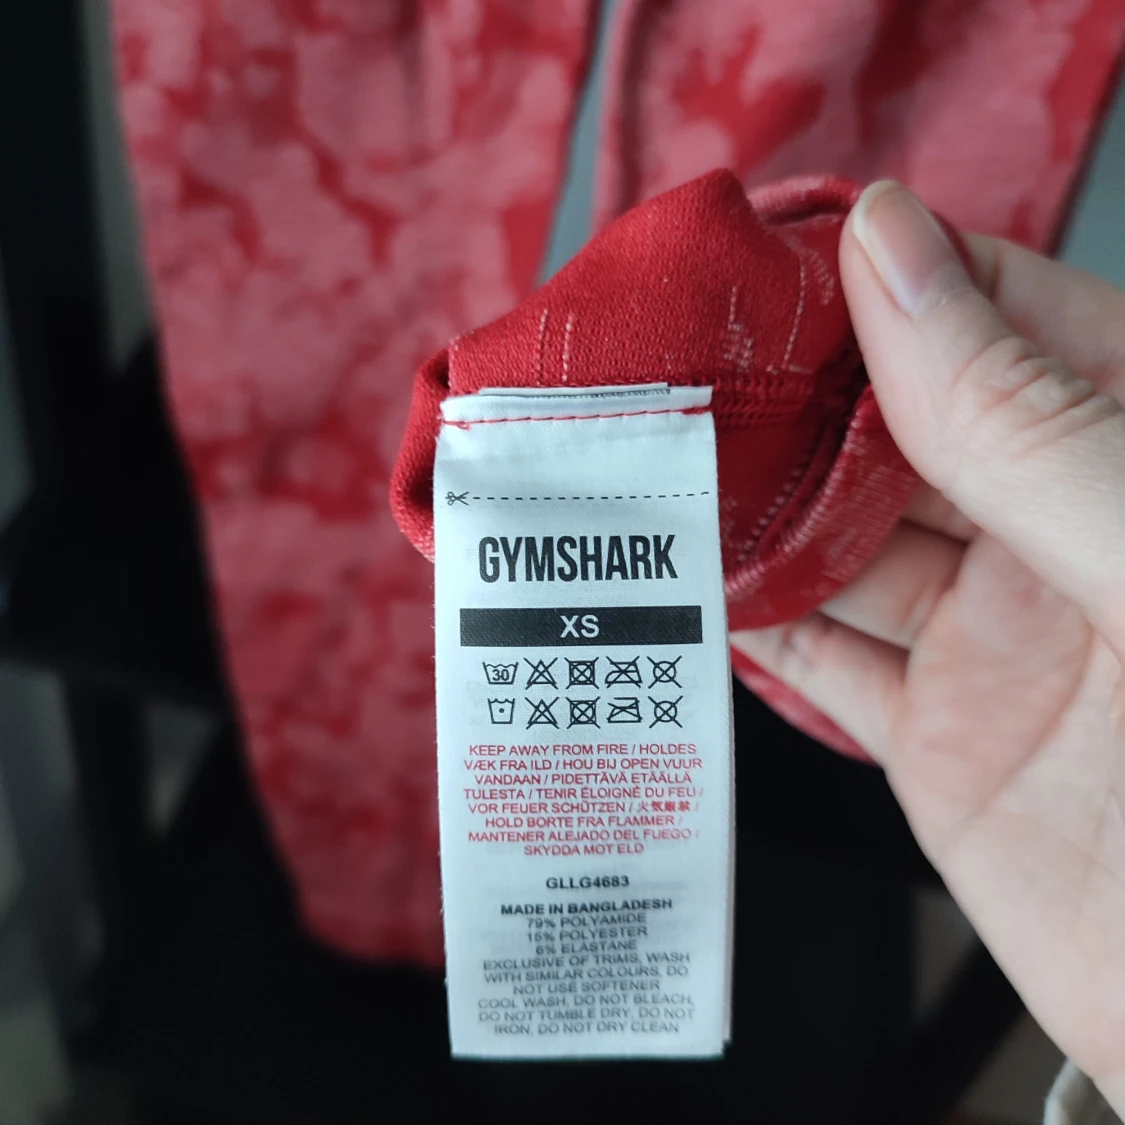 GYMSHARK
XS
30
KEEP AWAY FROM FIRE / HOLDES
VÆK FRA ILD / HOU BIJ OPEN VUUR
VANDAAN / PIDETTÄVÄ ETÄÄLLÄ
TULESTA / TENIR ÉLOIGNÉ DU FEU /
VOR FEUER SCHÜTZEN / 火気厳禁 /
HOLD BORTE FRA FLAMMER /
MANTENER ALEJADO DEL FUEGO /
SKYDDA MOT ELD
GLLG4683
MADE IN BANGLADESH
79% POLYAMIDE
15% POLYESTER
6% ELASTANE
EXCLUSIVE OF TRIMS, WASH
WITH SIMILAR COLOURS, DO
NOT USE SOFTENER
COOL WASH, DO NOT BLEACH,
DO NOT TUMBLE DRY, DO NOT
IRON, DO NOT DRY CLEAN